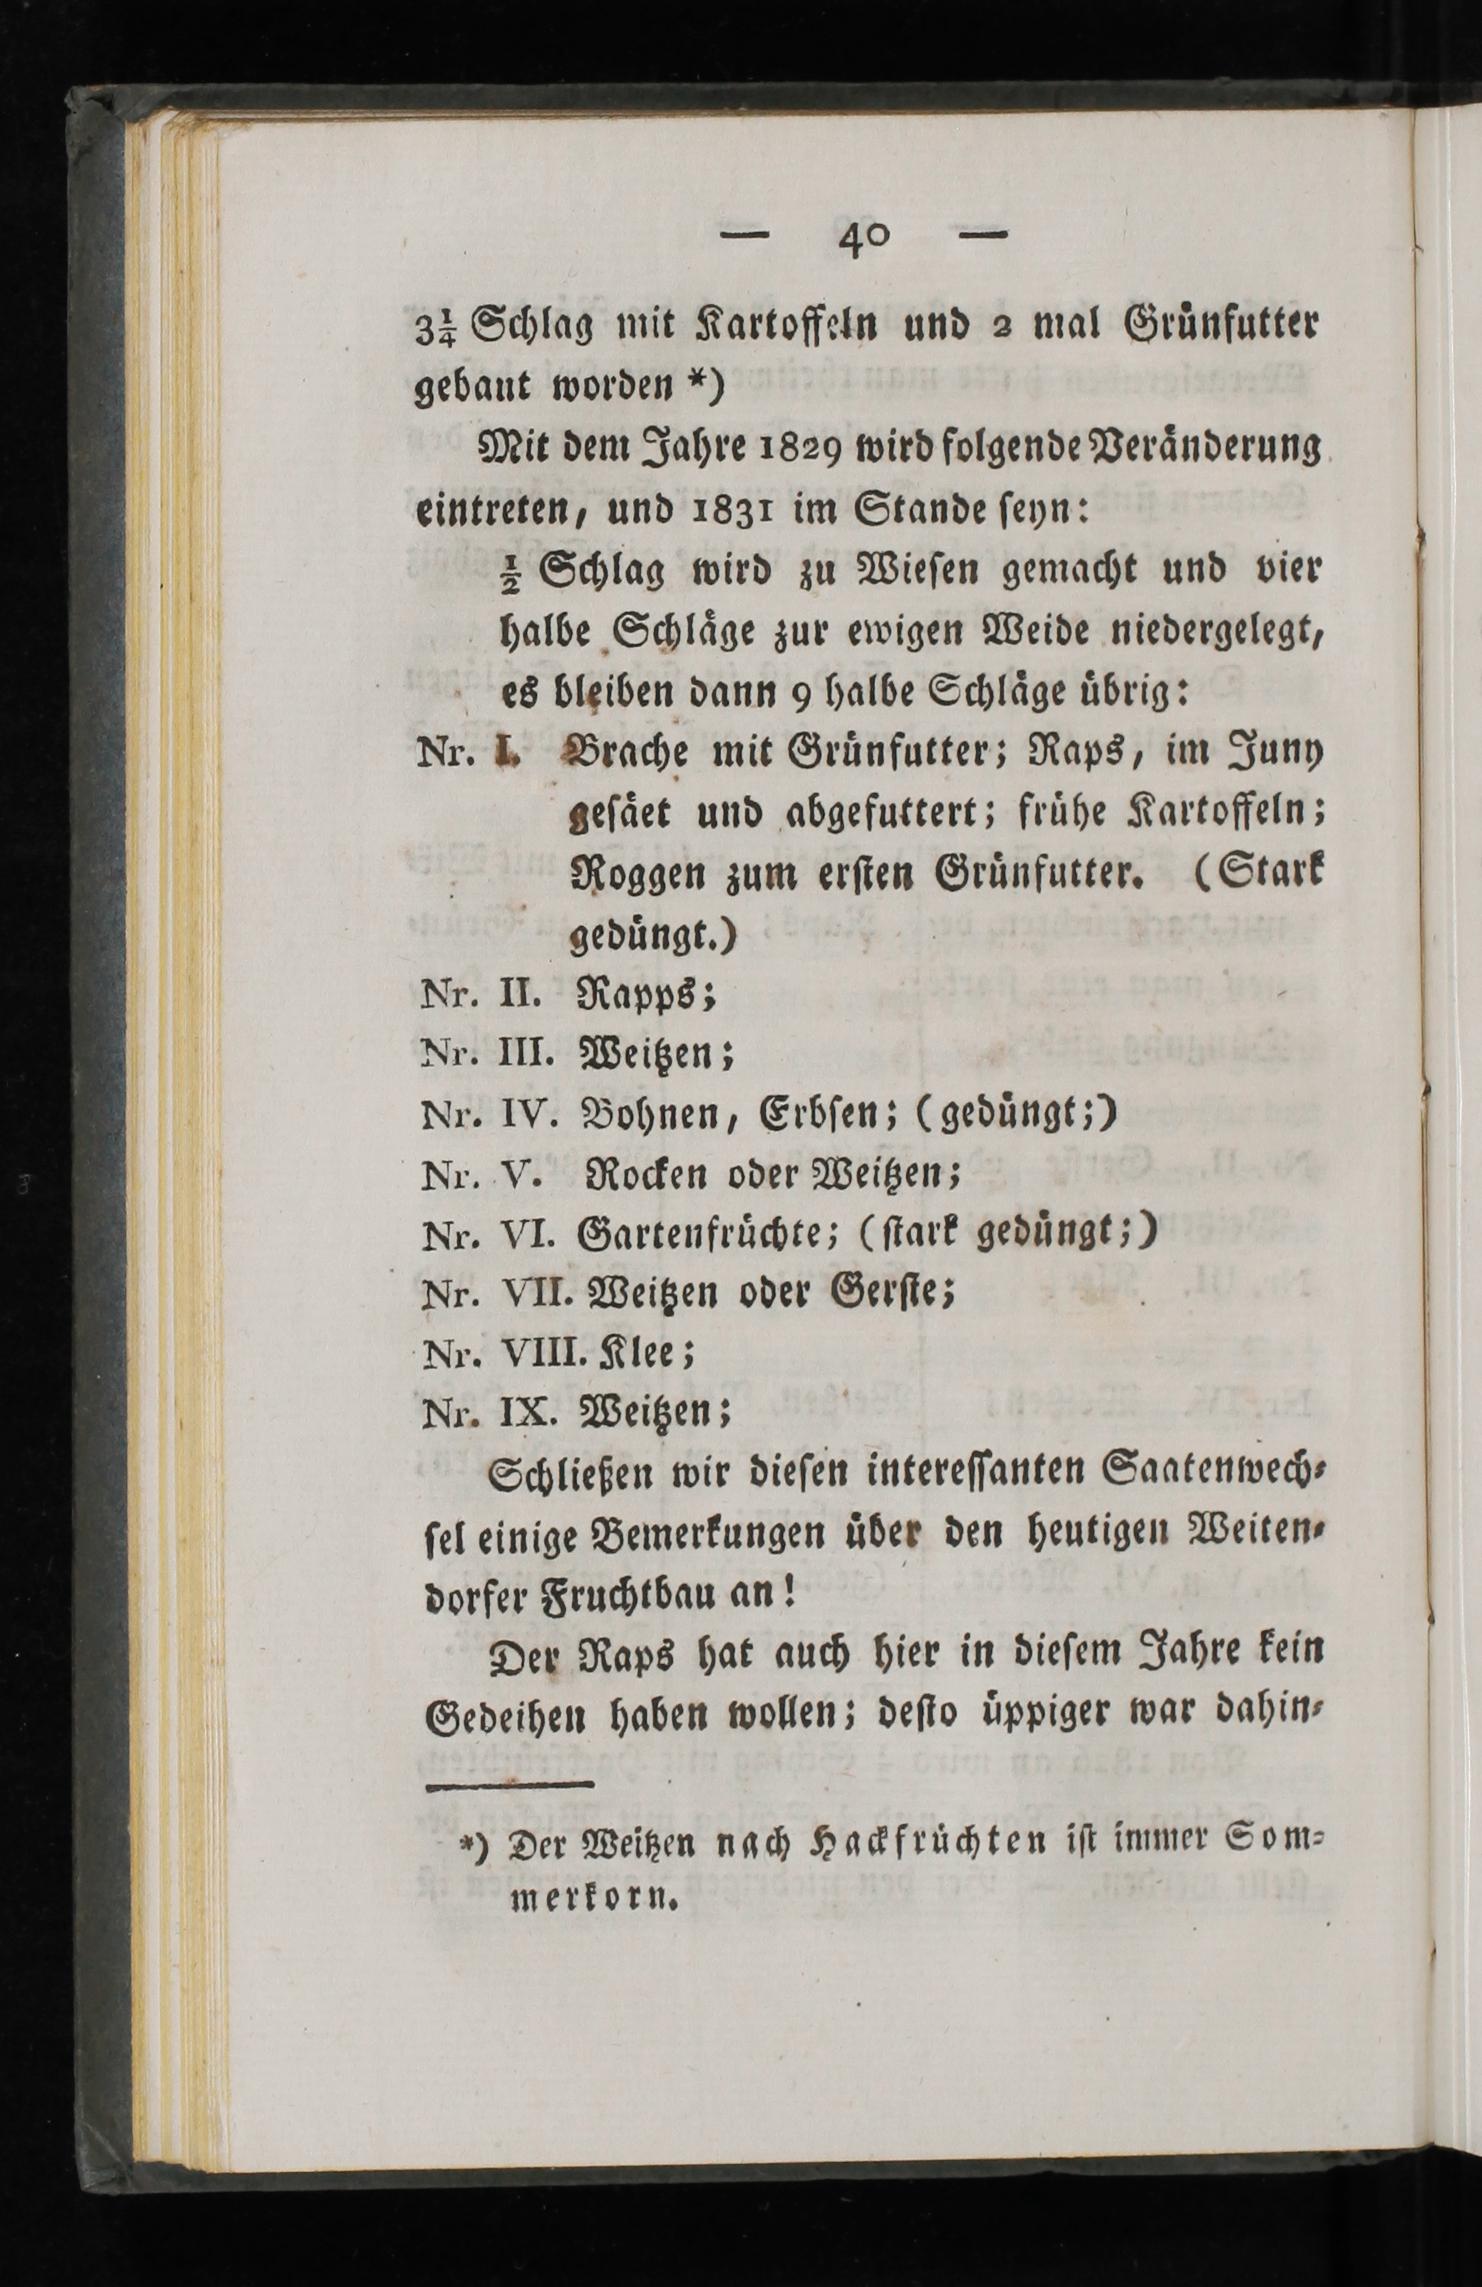 — 40 —
3¼ Schlag mit Kartoffeln und 2 mal Grünfutter
gebaut worden *)
Mit dem Jahre 1829 wird folgende Veränderung
eintreten, und 1831 im Stande ſeyn:
½ Schlag wird zu Wieſen gemacht und vier
halbe Schläge zur ewigen Weide niedergelegt,
es bleiben dann 9 halbe Schläge übrig:
Nr. I. Brache mit Grünfutter; Raps, im Juny
geſäet und abgefuttert; frühe Kartoffeln;
Roggen zum erſten Grünfutter. (Stark
gedüngt.)
Nr. II. Rapps;
Nr. III. Weitzen;
Nr. IV. Bohnen, Erbſen; (gedüngt;)
Nr. V. Rocken oder Weitzen;
Nr. VI. Gartenfrüchte; (ſtark gedüngt;)
Nr. VII. Weitzen oder Gerſte;
Nr. VIII. Klee;
Nr. IX. Weitzen;
Schließen wir dieſen intereſſanten Saatenwech⸗
ſel einige Bemerkungen über den heutigen Weiten⸗
dorfer Fruchtbau an!
Der Raps hat auch hier in dieſem Jahre kein
Gedeihen haben wollen; deſto üppiger war dahin⸗
*) Der Weitzen nach Hackfrüchten iſt immer Som⸗
merkorn.